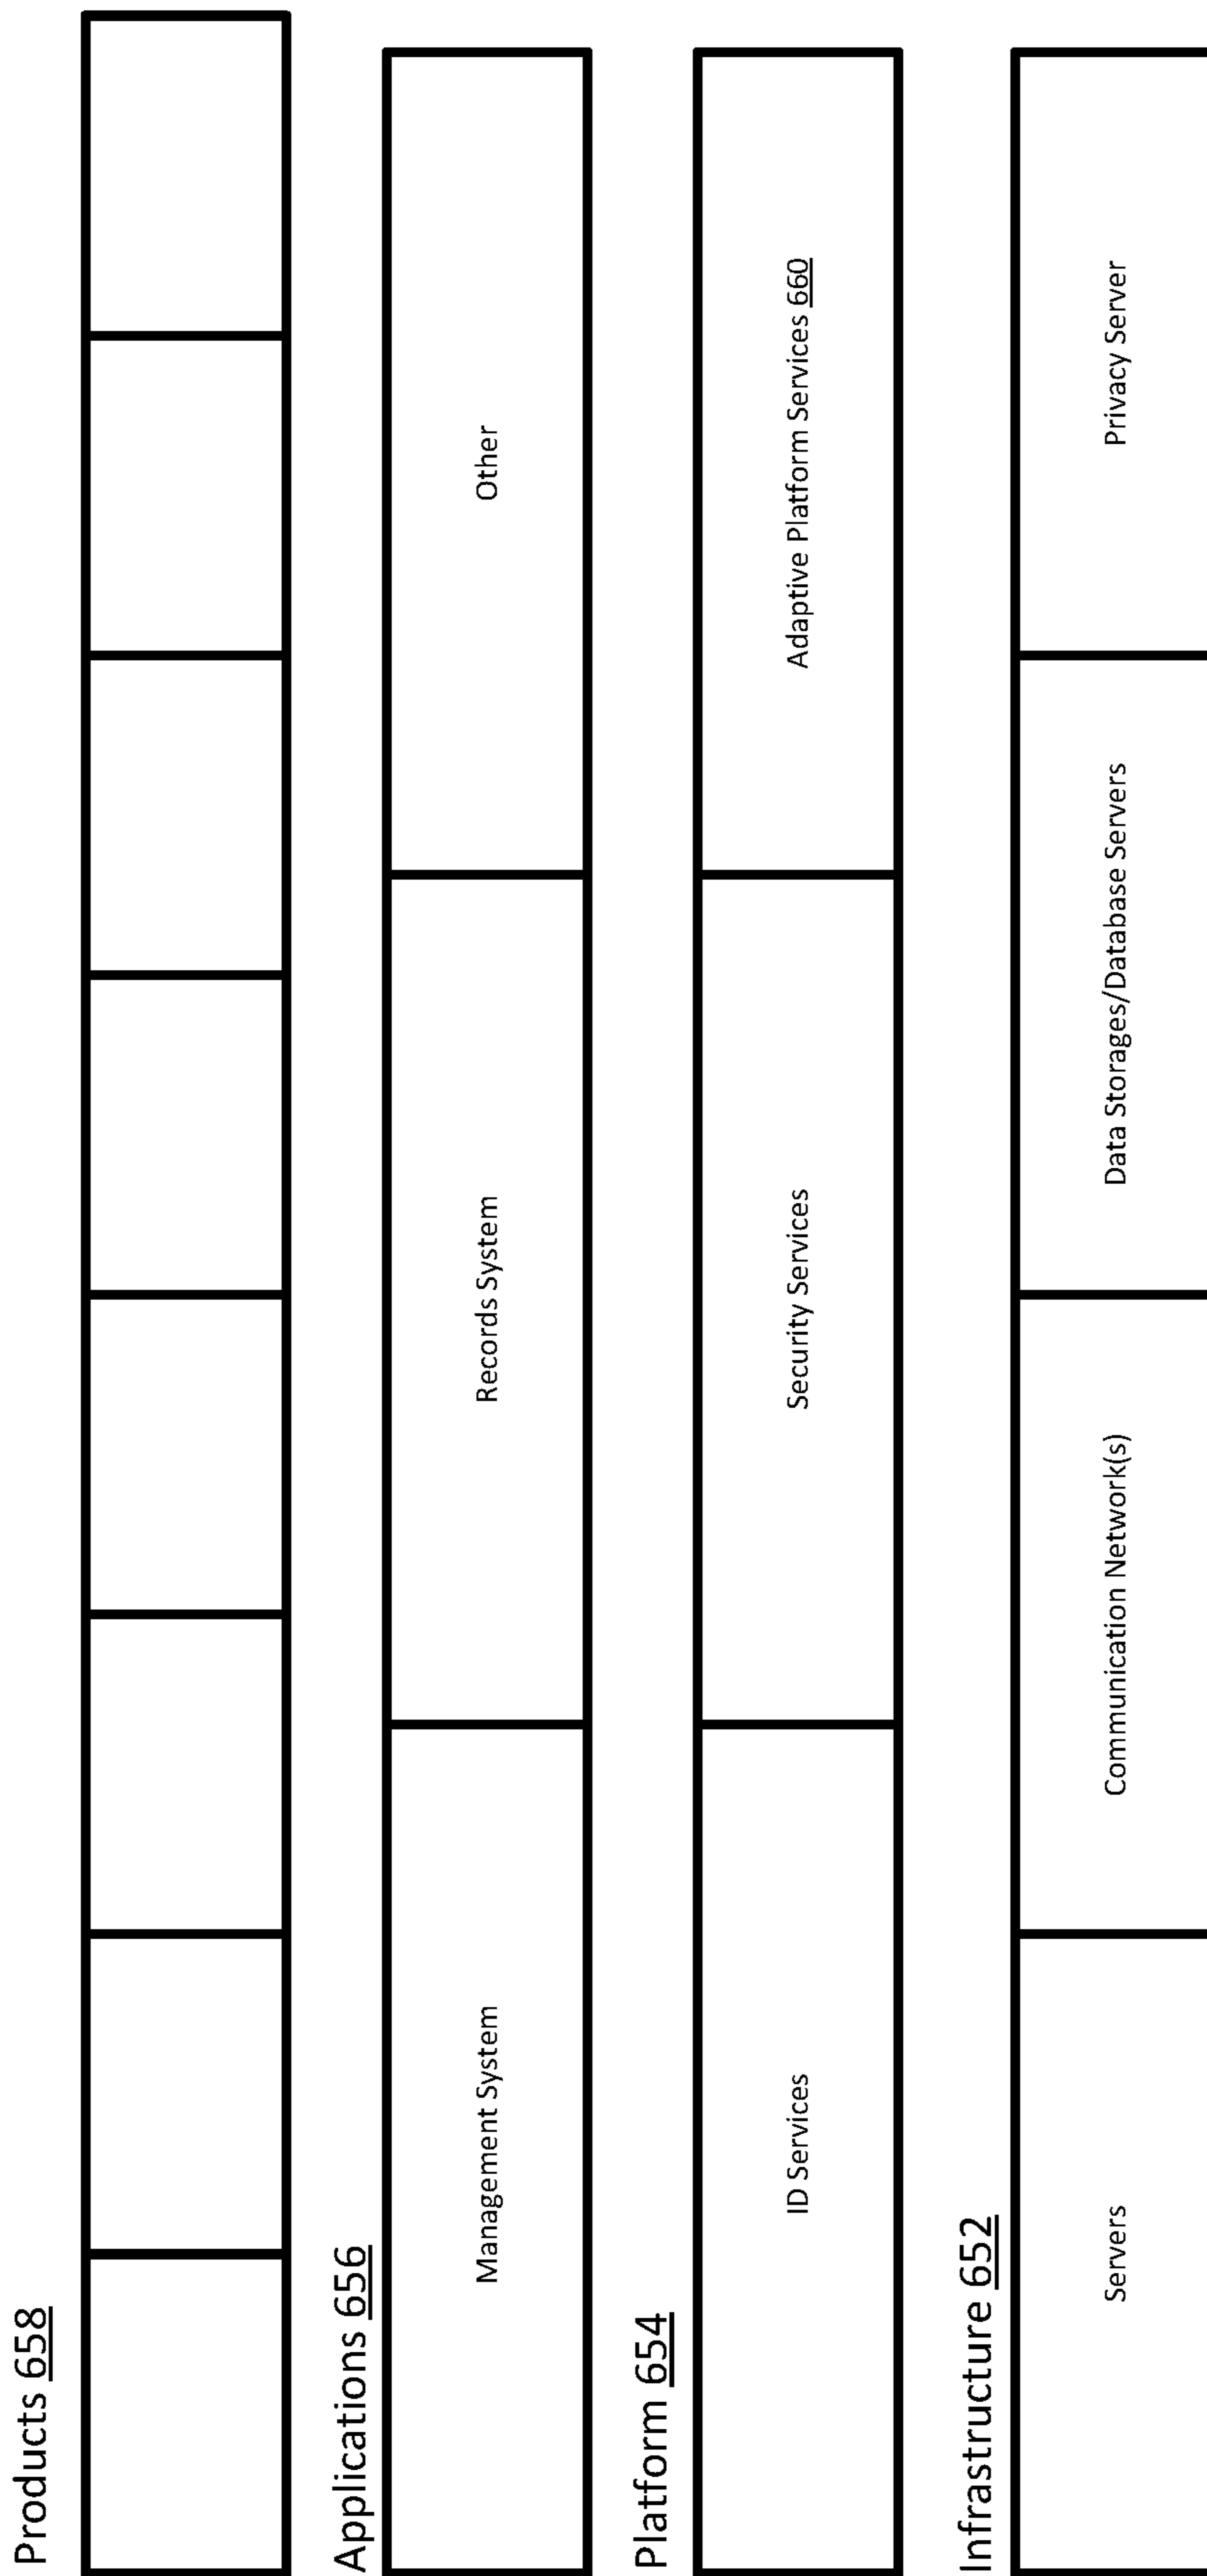 Products 658
Applications 656
Management System
Records System
Other
Platform 654
ID Services
Security Services
Adaptive Platform Services 660
Infrastructure 652
Servers
Communication Network(s)
Data Storages/Database Servers
Privacy Server